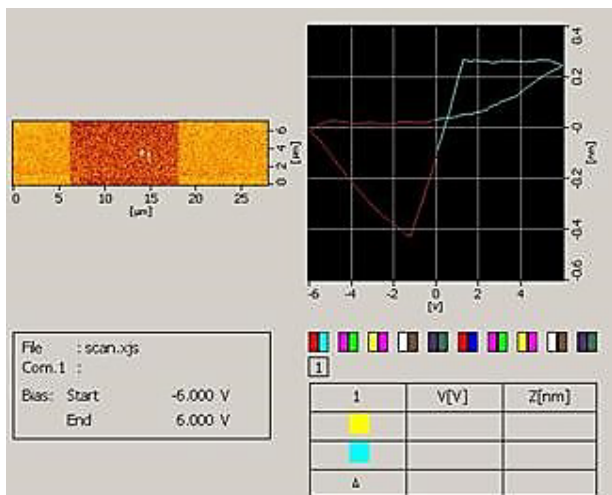 0.4
0.2
-0
-0.2
-0.4
-0.6
[nm]
-6 -4 -2 0 2 4
[V]
0 2 4 6
[μm]
0 5 10 15 20 25
[μm]
File : scan.xjs
Com.1 :
Bias: Start -6.000 V
End 6.000 V
1
1 V[V] Z[nm]
Δ